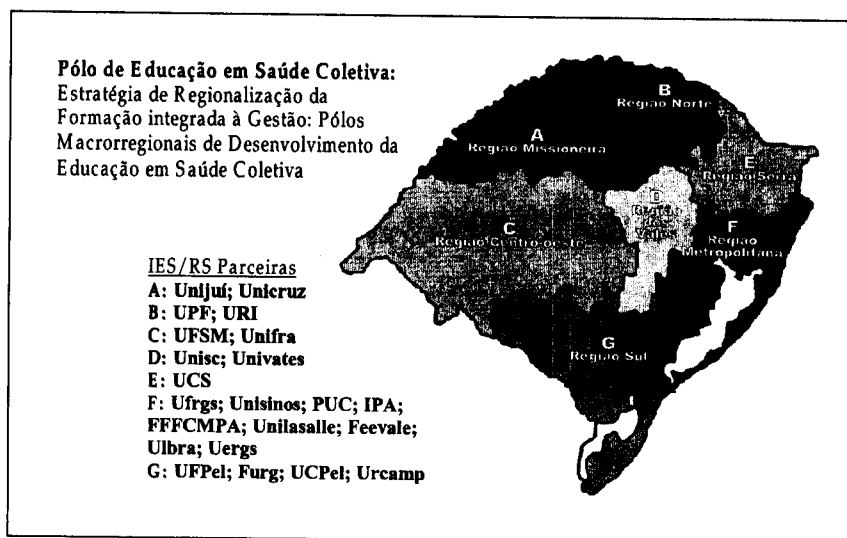 Pólo de Educação em Saúde Coletiva:
Estratégia de Regionalização da
Formação integrada à Gestão: Pólos
Macrorregionais de Desenvolvimento da
Educação em Saúde Coletiva
B
Região Norte
A
Região Missioneira
E
Região Serra
D
Região
dos
Vales
C
Região Centro-oeste
F
Região
Metropolitana
G
Região Sul
IES/RS Parceiras
A: Unijuí; Unicruz
B: UPF; URI
C: UFSM; Unifra
D: Unisc; Univates
E: UCS
F: Ufrgs; Unisinos; PUC; IPA;
FFFCMPA; Unilasalle; Feevale;
Ulbra; Uergs
G: UFPel; Furg; UCPel; Urcamp